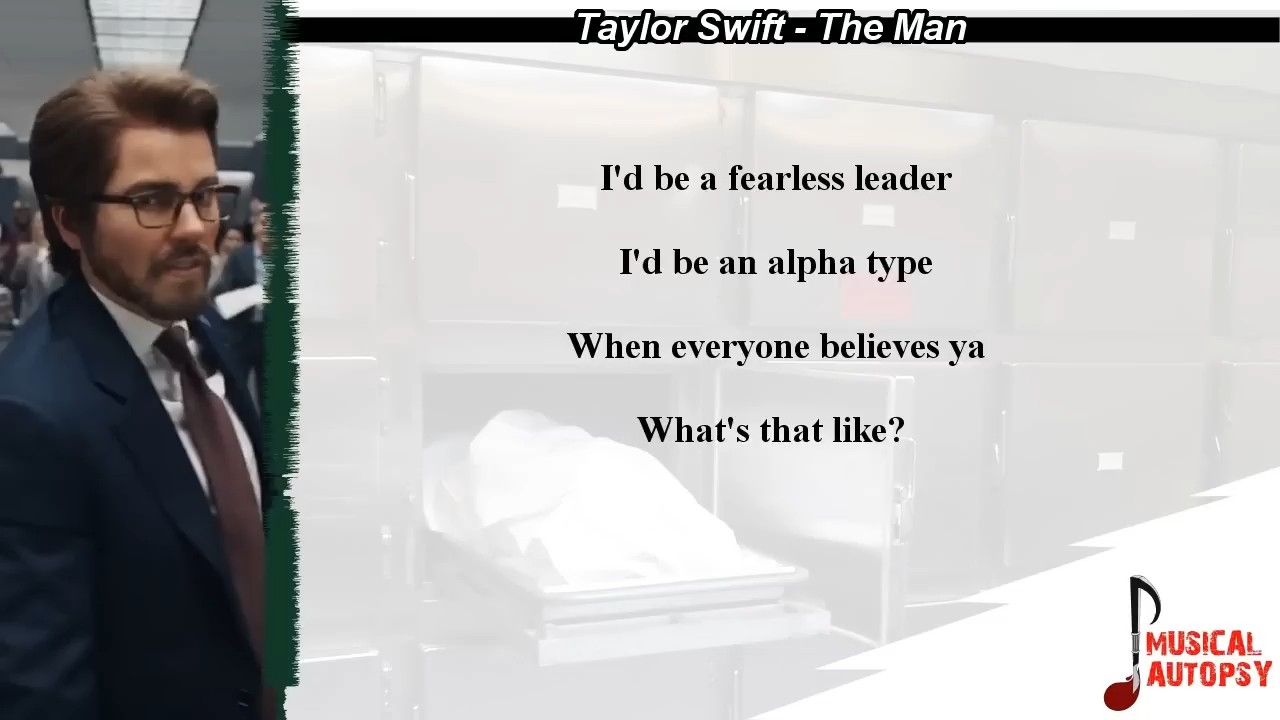 Taylor Swift - The Man
I'd be a fearless leader
I'd be an alpha type
When everyone believes ya
What's that like?
MUSICAL
AUTOPSY